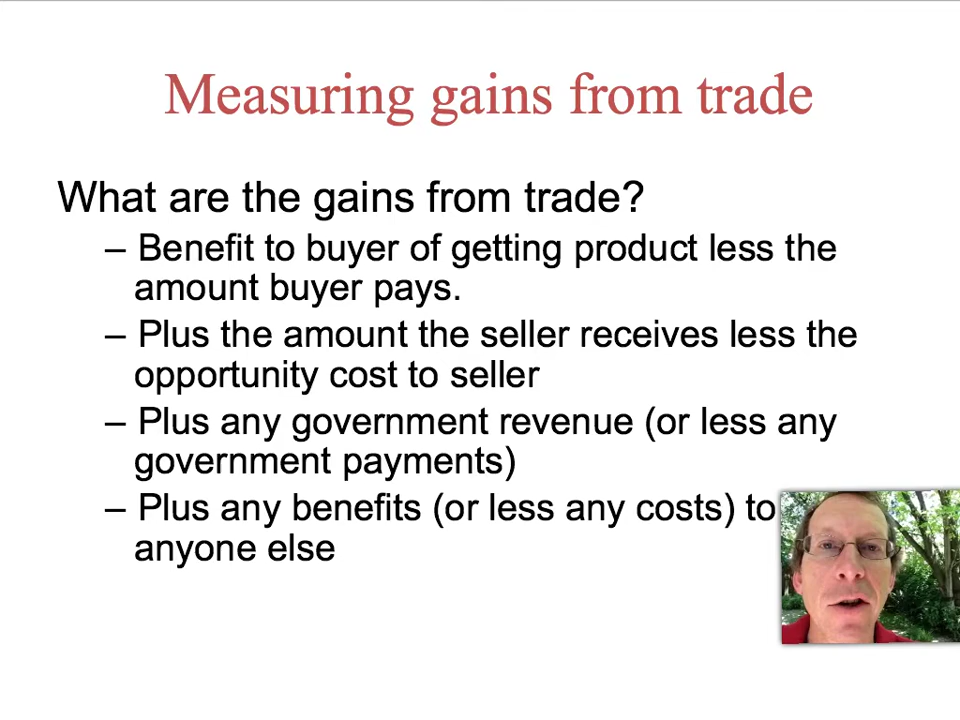 Measuring gains from trade
What are the gains from trade?
– Benefit to buyer of getting product less the
amount buyer pays.
– Plus the amount the seller receives less the
opportunity cost to seller
– Plus any government revenue (or less any
government payments)
– Plus any benefits (or less any costs) to
anyone else